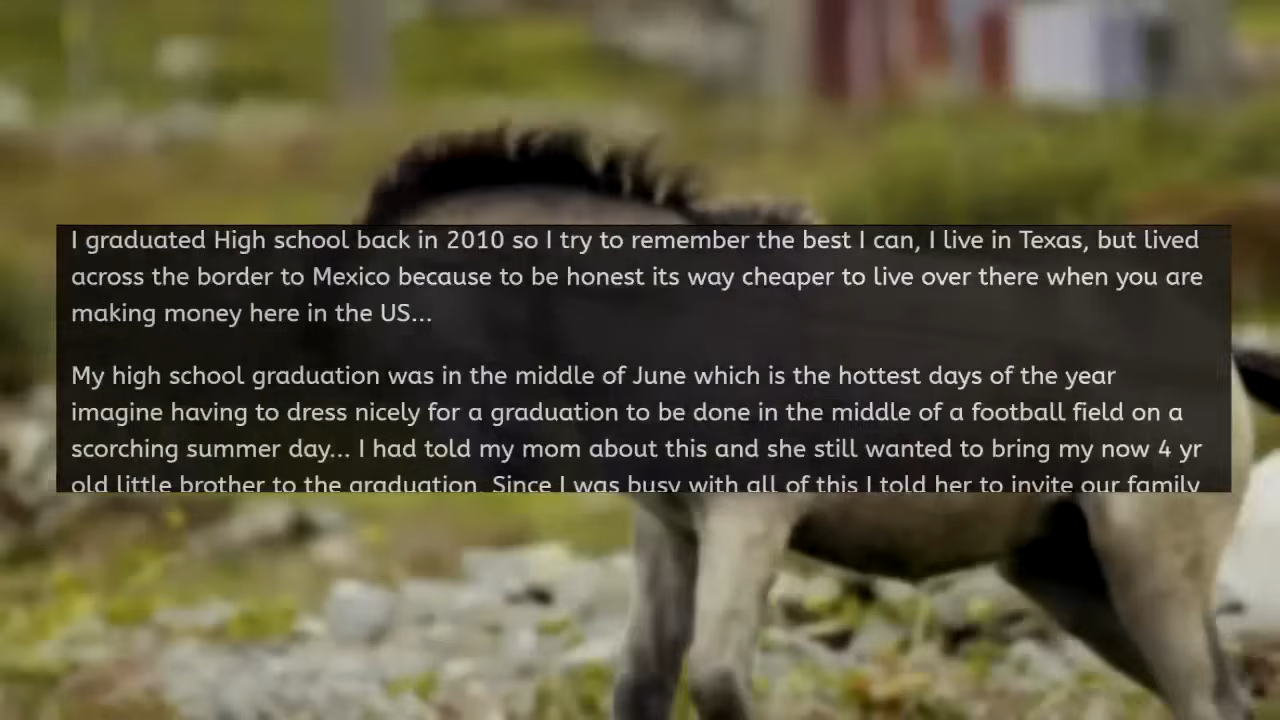 I graduated High school back in 2010 so I try to remember the best I can, I live in Texas, but lived
across the border to Mexico because to be honest its way cheaper to live over there when you are
making money here in the US...
My high school graduation was in the middle of June which is the hottest days of the year
imagine having to dress nicely for a graduation to be done in the middle of a football field on a
scorching summer day... I had told my mom about this and she still wanted to bring my now 4 yr
old little brother to the graduation. Since I was busy with all of this I told her to invite our family